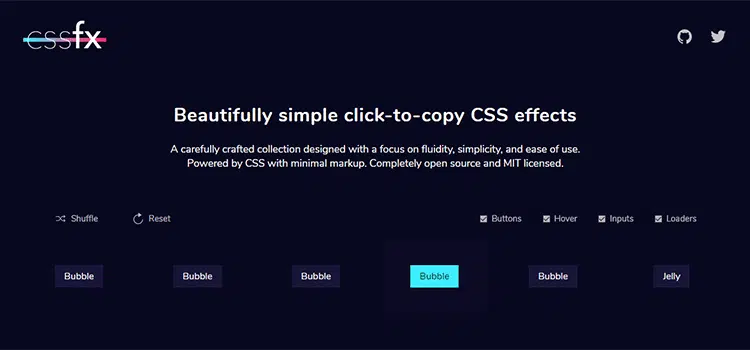 cssfx
Beautifully simple click-to-copy CSS effects
A carefully crafted collection designed with a focus on fluidity, simplicity, and ease of use.
Powered by CSS with minimal markup. Completely open source and MIT licensed.
Shuffle Reset Buttons Hover Inputs Loaders
Bubble Bubble Bubble Bubble Bubble Jelly